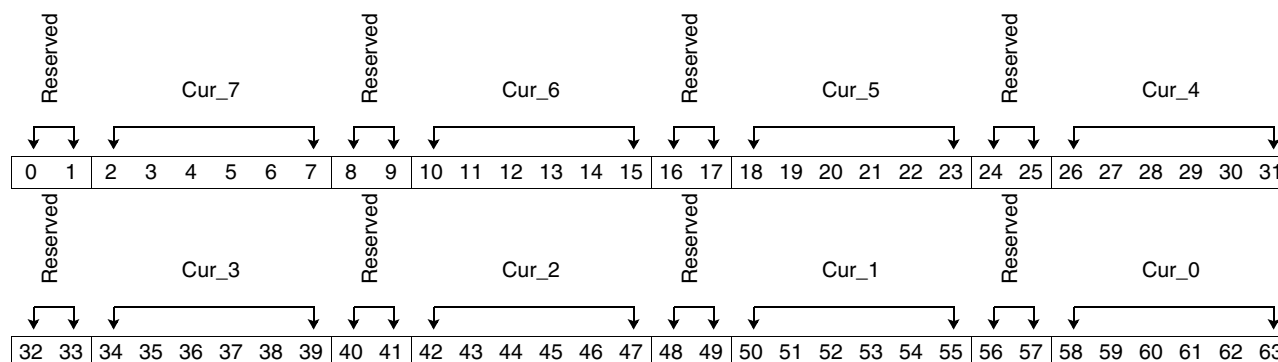 Reserved Reserved Reserved Reserved
Cur_7 Cur_6 Cur_5 Cur_4
0 1 2 3 4 5 6 7 8 9 10 11 12 13 14 15 16 17 18 19 20 21 22 23 24 25 26 27 28 29 30 31
Reserved Reserved Reserved Reserved
Cur_3 Cur_2 Cur_1 Cur_0
32 33 34 35 36 37 38 39 40 41 42 43 44 45 46 47 48 49 50 51 52 53 54 55 56 57 58 59 60 61 62 63